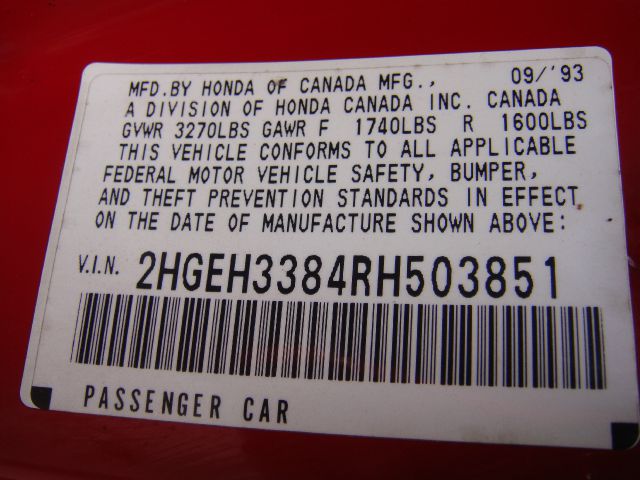 MFD.BY HONDA OF CANADA MFG., 09/'93
A DIVISION OF HONDA CANADA INC. CANADA
GVWR 3270LBS GAWR F 1740LBS R 1600LBS
THIS VEHICLE CONFORMS TO ALL APPLICABLE
FEDERAL MOTOR VEHICLE SAFETY, BUMPER,
AND THEFT PREVENTION STANDARDS IN EFFECT
ON THE DATE OF MANUFACTURE SHOWN ABOVE:
V.I.N. 2HGEH3384RH503851
PASSENGER CAR